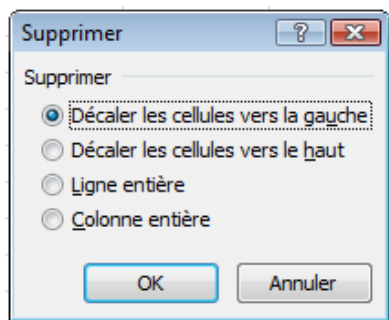 Supprimer
Supprimer
Décaler les cellules vers la gauche
Décaler les cellules vers le haut
Ligne entière
Colonne entière
OK Annuler